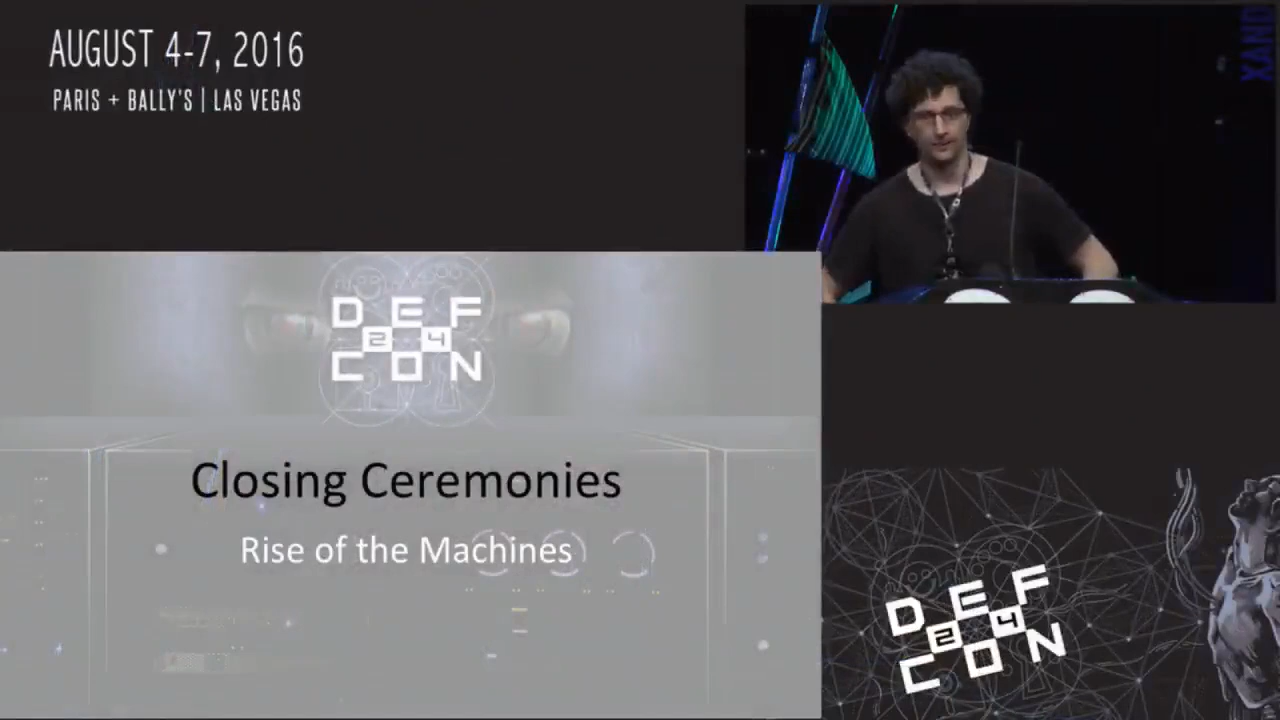 AUGUST 4-7, 2016
PARIS + BALLY'S | LAS VEGAS
XAND
DEF
24
CON
Closing Ceremonies
Rise of the Machines
DEF
24
CON